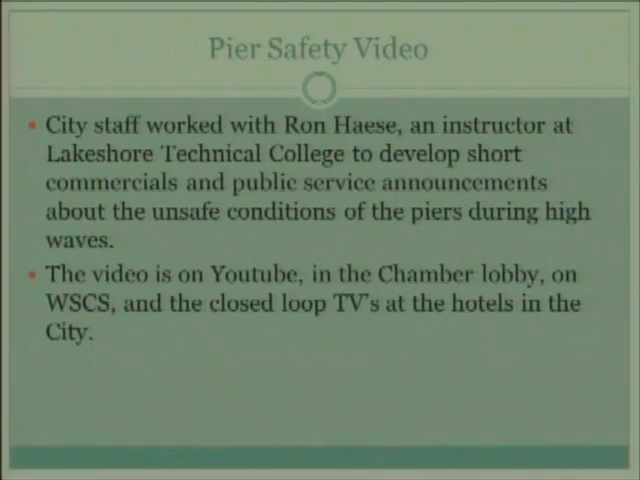 Pier Safety Video
• City staff worked with Ron Haese, an instructor at
Lakeshore Technical College to develop short
commercials and public service announcements
about the unsafe conditions of the piers during high
waves.
• The video is on Youtube, in the Chamber lobby, on
WSCS, and the closed loop TV's at the hotels in the
City.